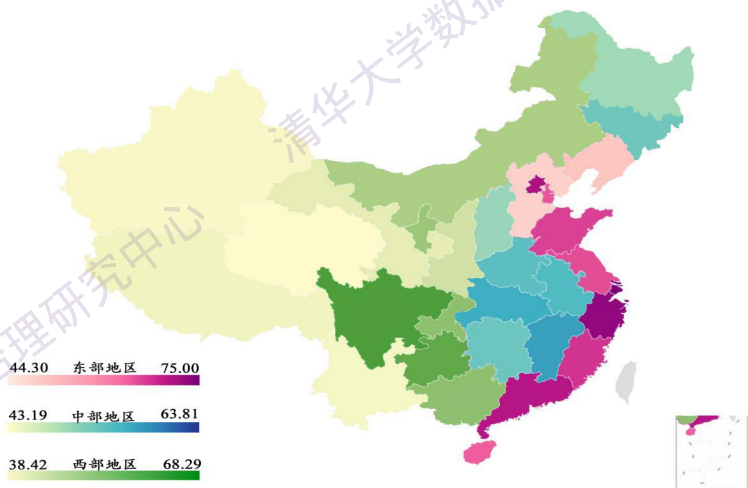 清华大学数据
治理研究中心
44.30 东部地区 75.00
43.19 中部地区 63.81
38.42 西部地区 68.29